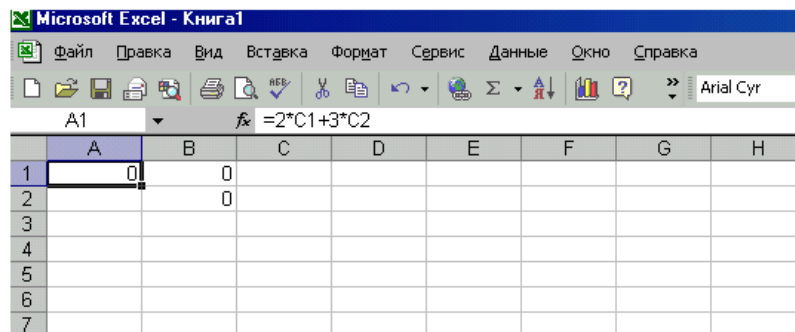 Microsoft Excel - Книга1
Файл Правка Вид Вставка Формат Сервис Данные Окно Справка
Arial Cyr
A1 fx =2*C1+3*C2
A B C D E F G H
1 0 0
2 0
3
4
5
6
7